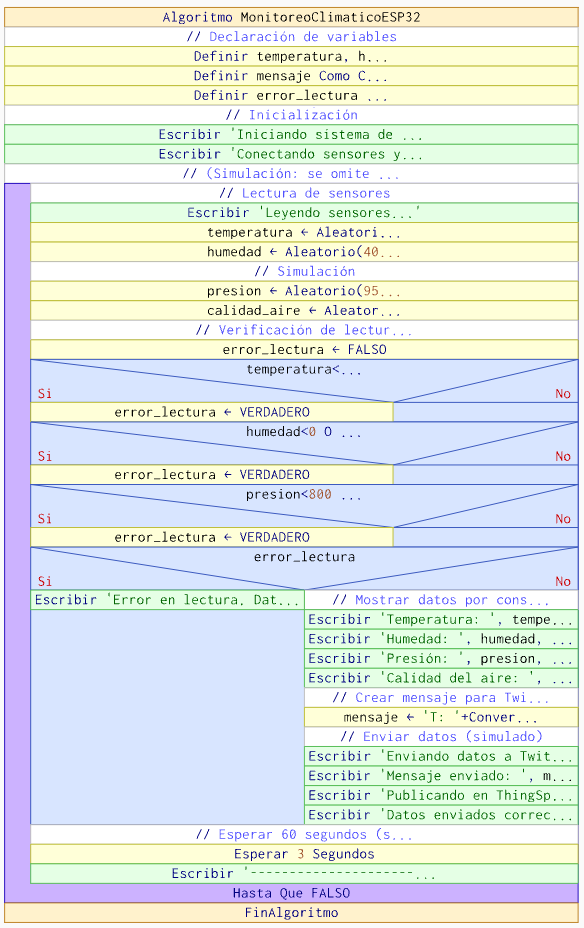 Algoritmo MonitoreoClimaticoESP32
// Declaración de variables
Definir temperatura, h...
Definir mensaje Como C...
Definir error_lectura ...
// Inicialización
Escribir 'Iniciando sistema de ...
Escribir 'Conectando sensores y...
// (Simulación: se omite ...
// Lectura de sensores
Escribir 'Leyendo sensores...'
temperatura ← Aleatori...
humedad ← Aleatorio(40...
// Simulación
presion ← Aleatorio(95...
calidad_aire ← Aleator...
// Verificación de lectur...
error_lectura ← FALSO
temperatura<...
Si No
error_lectura ← VERDADERO
humedad<0 O ...
Si No
error_lectura ← VERDADERO
presion<800 ...
Si No
error_lectura ← VERDADERO
error_lectura
Si No
Escribir 'Error en lectura. Dat...
// Mostrar datos por cons...
Escribir 'Temperatura: ', tempe...
Escribir 'Humedad: ', humedad, ...
Escribir 'Presión: ', presion, ...
Escribir 'Calidad del aire: ', ...
// Crear mensaje para Twi...
mensaje ← 'T: '+Conver...
// Enviar datos (simulado)
Escribir 'Enviando datos a Twit...
Escribir 'Mensaje enviado: ', m...
Escribir 'Publicando en ThingSp...
Escribir 'Datos enviados correc...
// Esperar 60 segundos (s...
Esperar 3 Segundos
Escribir '---------------------...
Hasta Que FALSO
FinAlgoritmo